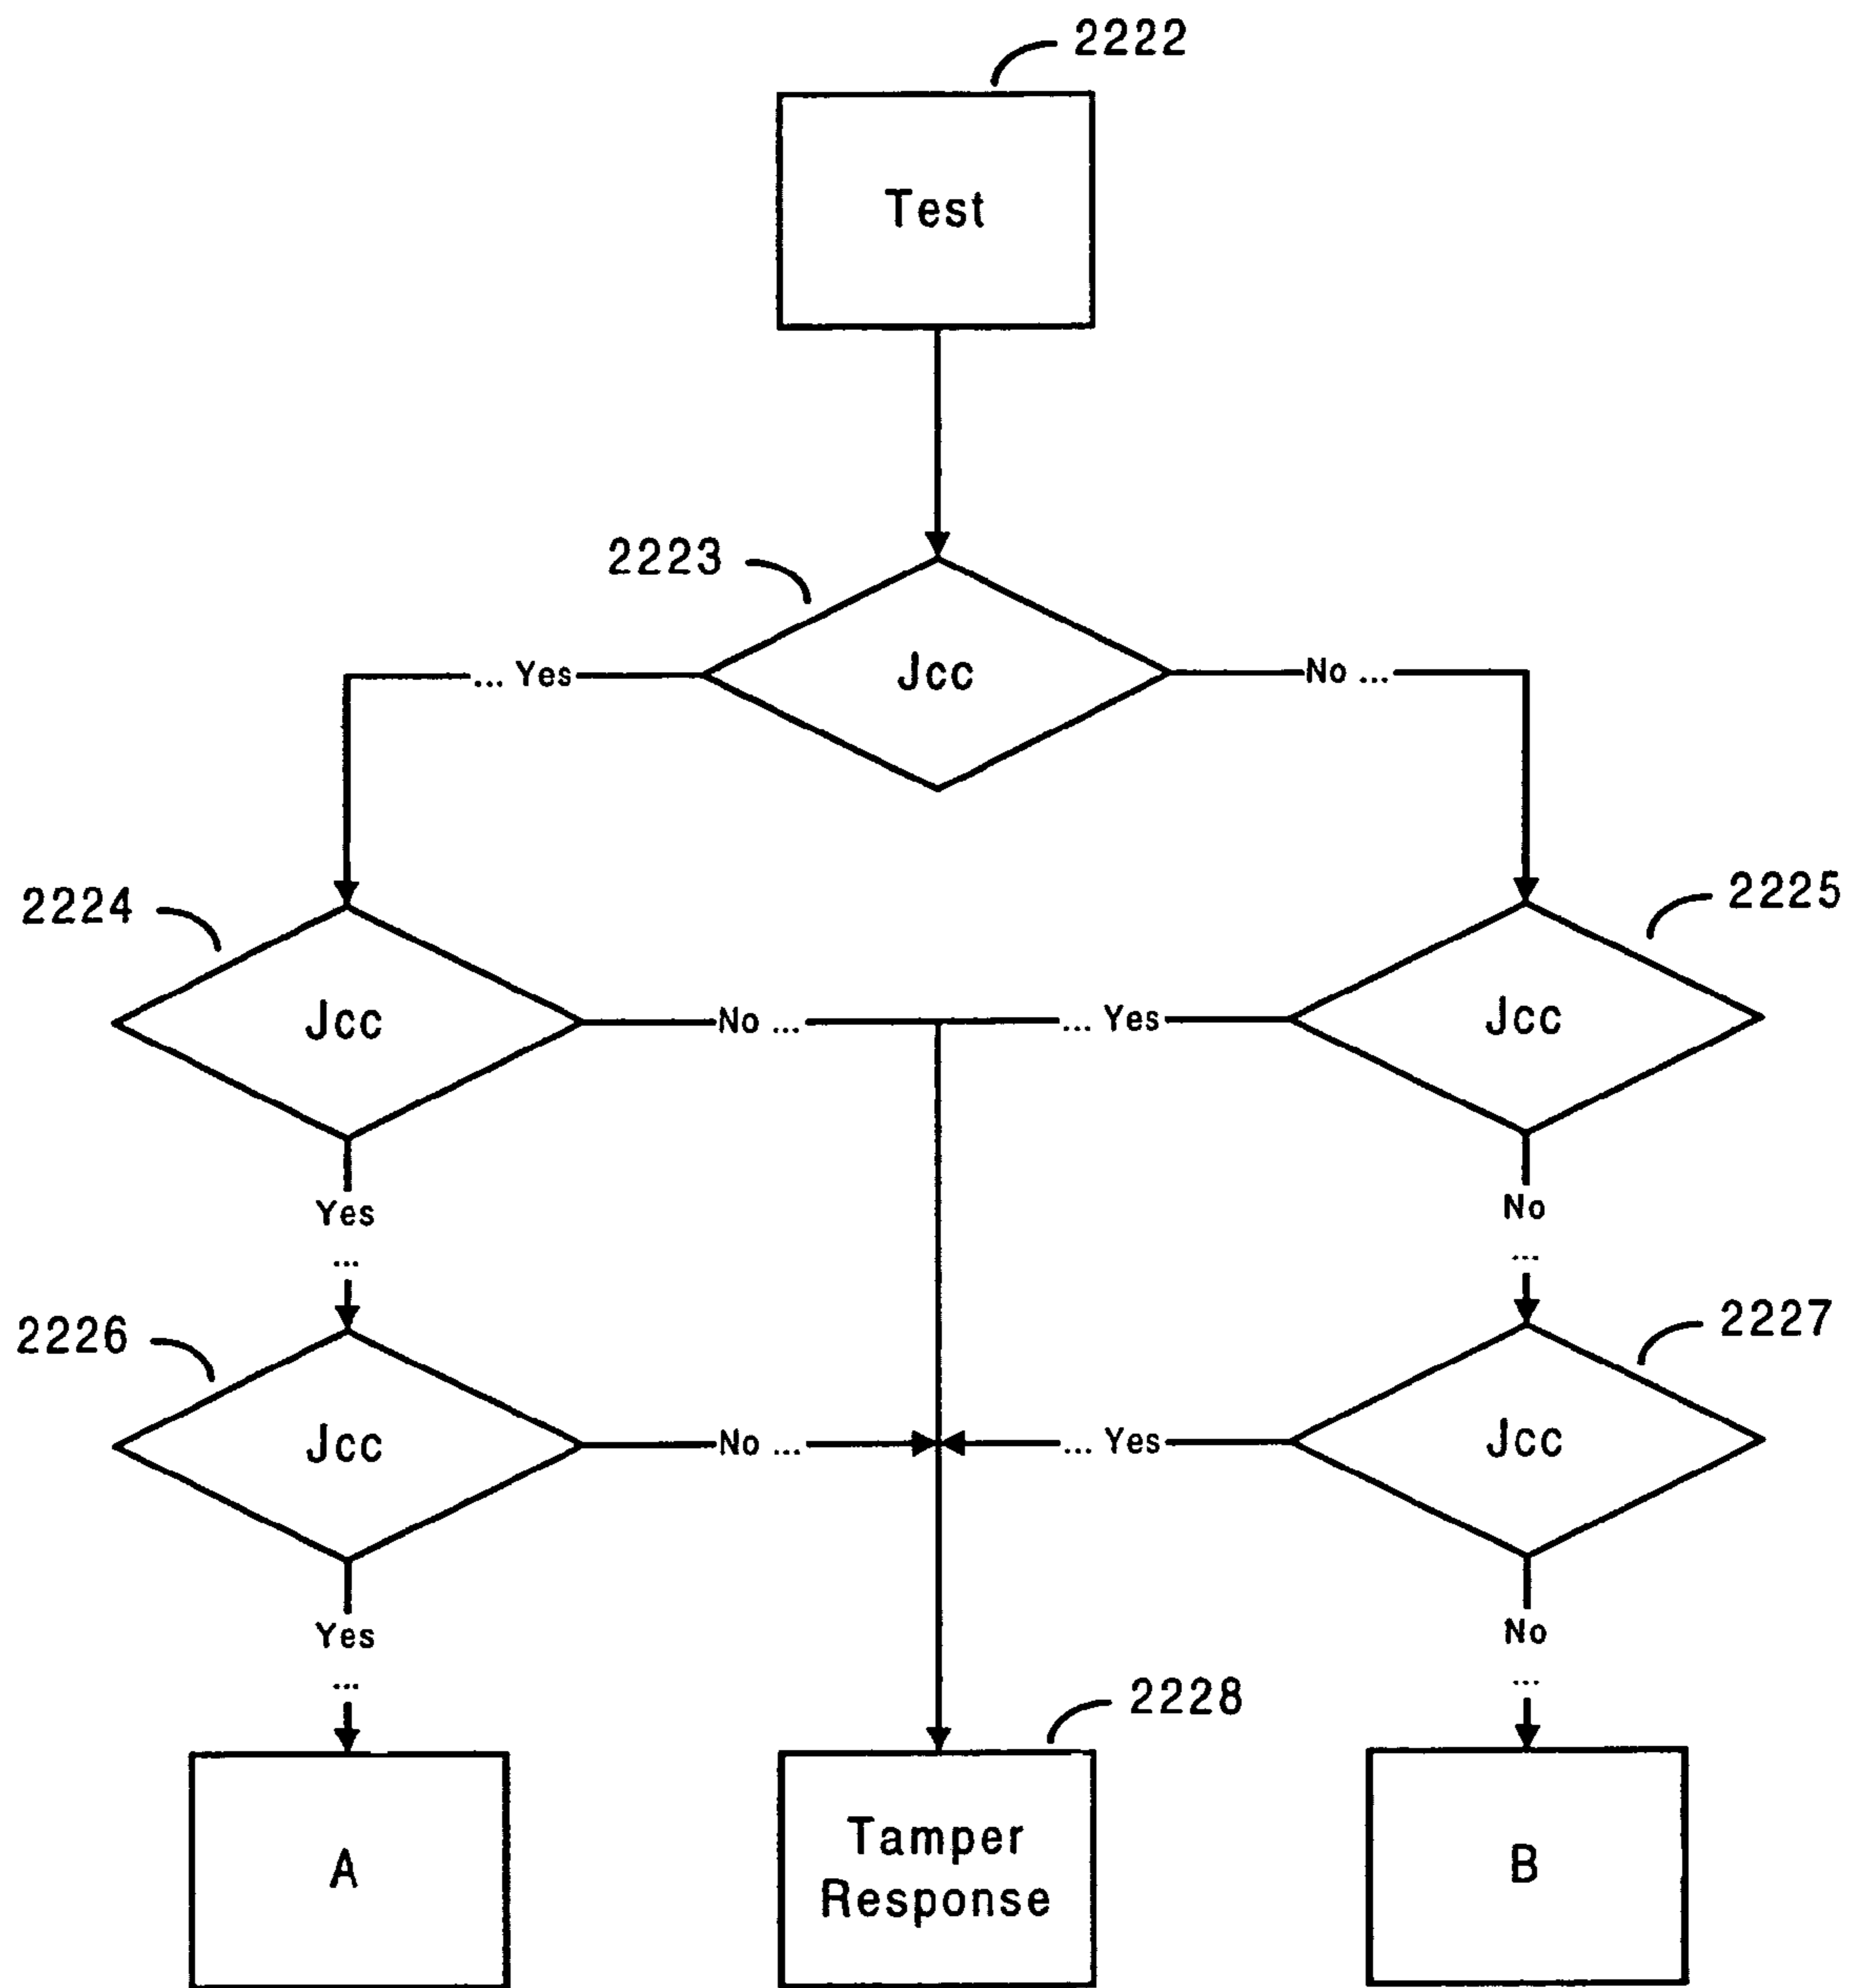 2222
Test
2223
Jcc
... Yes
No ...
2224
2225
Jcc
No ...
... Yes
Jcc
Yes
...
No
...
2226
2227
Jcc
No ...
... Yes
Jcc
Yes
...
No
...
2228
A
Tamper
Response
B